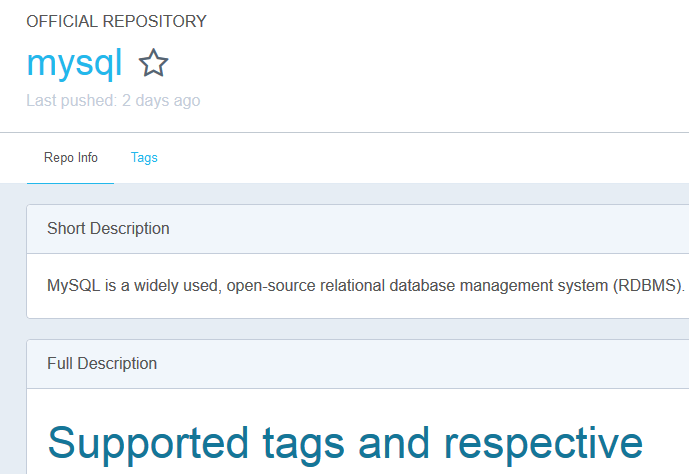 OFFICIAL REPOSITORY
mysql
Last pushed: 2 days ago
Repo Info Tags
Short Description
MySQL is a widely used, open-source relational database management system (RDBMS).
Full Description
Supported tags and respective